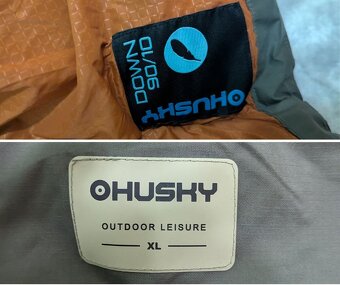 DOWN
90/10
HUSKY
HUSKY
OUTDOOR LEISURE
XL